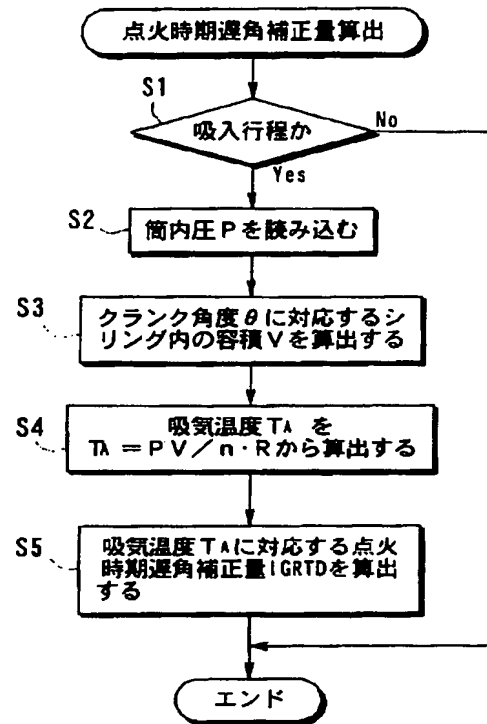 点火時期遅角補正量算出
S1
吸入行程か
No
Yes
S2
筒内圧Pを読み込む
S3
クランク角度θに対応するシ
リング内の容積Vを算出する
S4
吸気温度TA を
TA=PV/n・Rから算出する
S5
吸気温度TAに対応する点火
時期遅角補正量IGRTDを算出
する
エンド